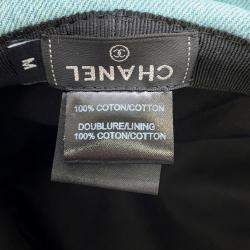 CHANEL
M
100% COTON/COTTON
DOUBLURE/LINING :
100% COTON/COTTON